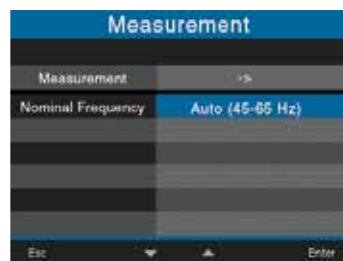 Measurement
Measurement ->
Nominal Frequency Auto (45-65 Hz)
Esc Enter